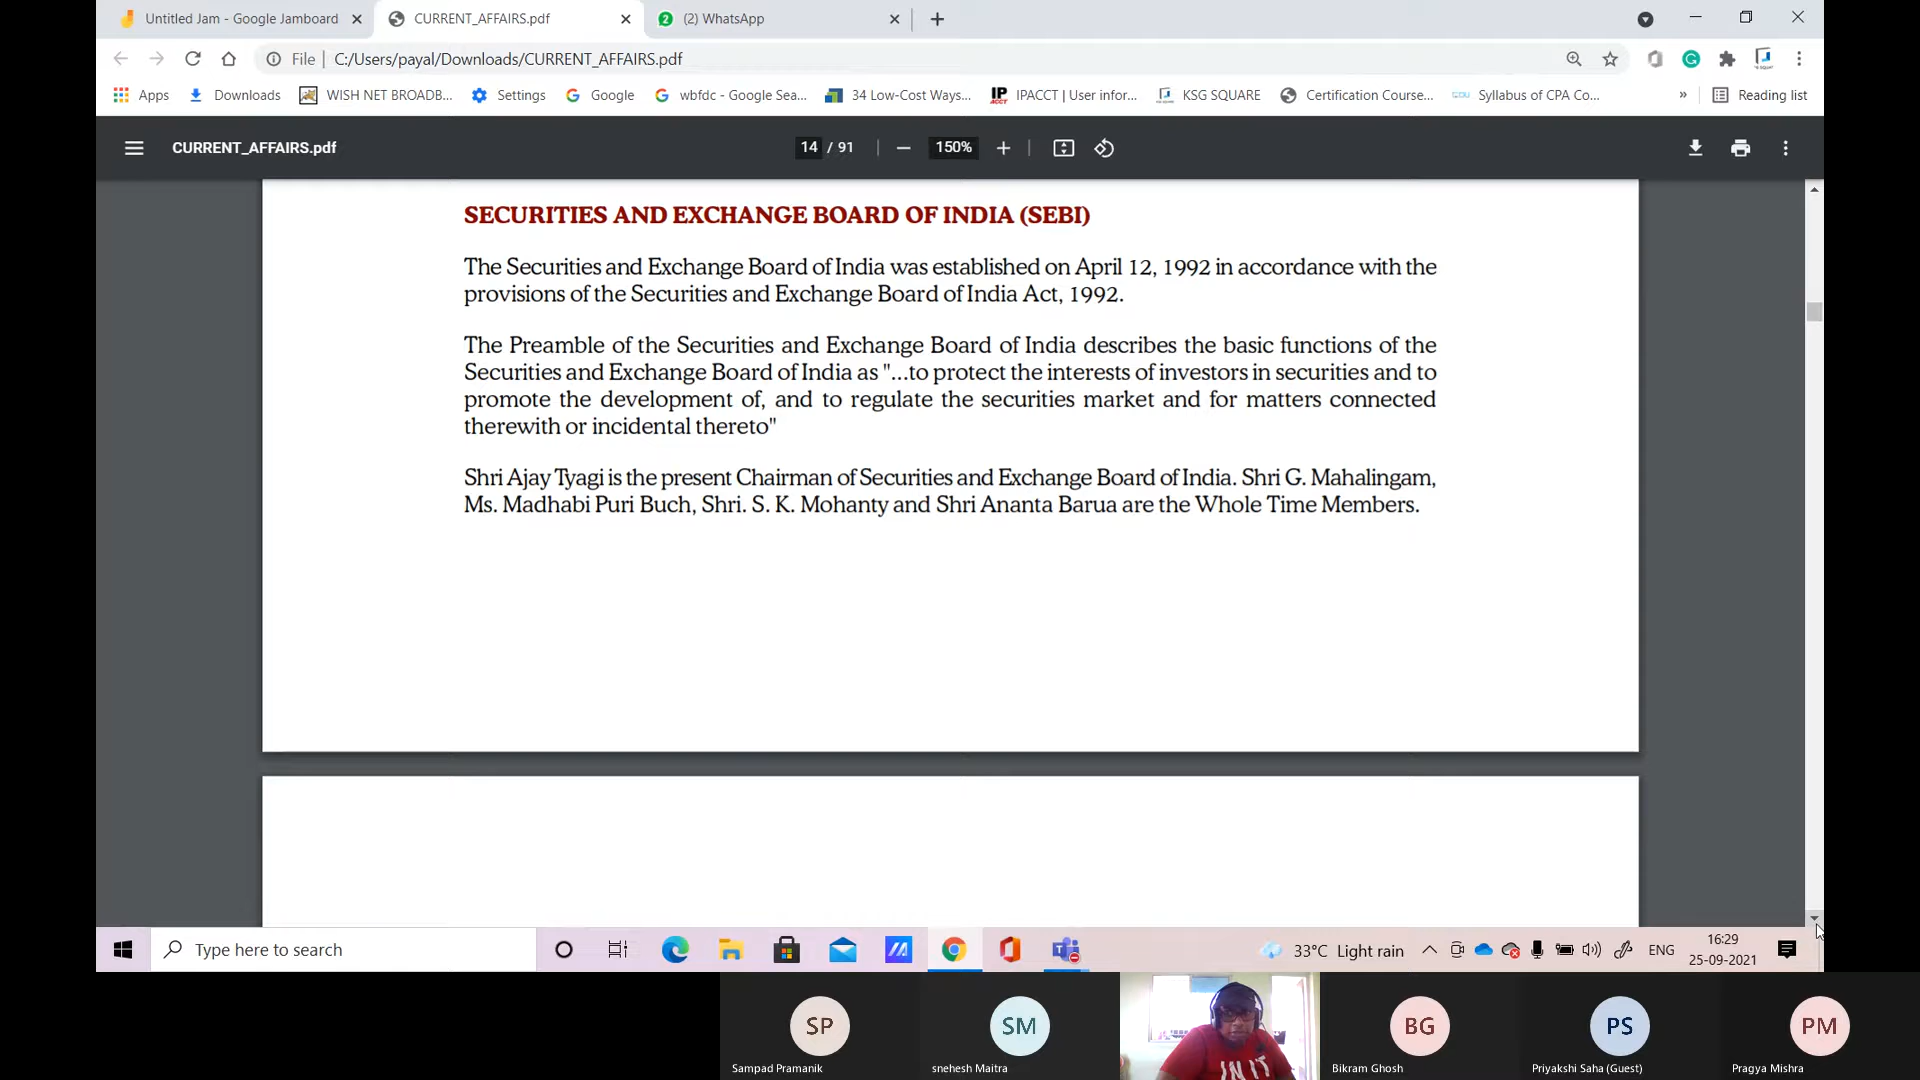 Untitled Jam - Google Jamboard
CURRENT_AFFAIRS.pdf
(2) WhatsApp
File
C:/Users/payal/Downloads/CURRENT_AFFAIRS.pdf
Apps
Downloads
WISH NET BROADB...
Settings
Google
wbfdc - Google Sea...
34 Low-Cost Ways...
IPACCT | User infor...
KSG SQUARE
Certification Course...
Syllabus of CPA Co...
»
Reading list
CURRENT_AFFAIRS.pdf
14 / 91
150%
SECURITIES AND EXCHANGE BOARD OF INDIA (SEBI)
The Securities and Exchange Board of India was established on April 12, 1992 in accordance with the
provisions of the Securities and Exchange Board of India Act, 1992.
The Preamble of the Securities and Exchange Board of India describes the basic functions of the
Securities and Exchange Board of India as "...to protect the interests of investors in securities and to
promote the development of, and to regulate the securities market and for matters connected
therewith or incidental thereto"
Shri Ajay Tyagi is the present Chairman of Securities and Exchange Board of India. Shri G. Mahalingam,
Ms. Madhabi Puri Buch, Shri. S. K. Mohanty and Shri Ananta Barua are the Whole Time Members.
Type here to search
33°C Light rain
ENG
16:29
25-09-2021
SP
SM
BG
PS
PM
IN IT
Sampad Pramanik
snehesh Maitra
Bikram Ghosh
Priyakshi Saha (Guest)
Pragya Mishra